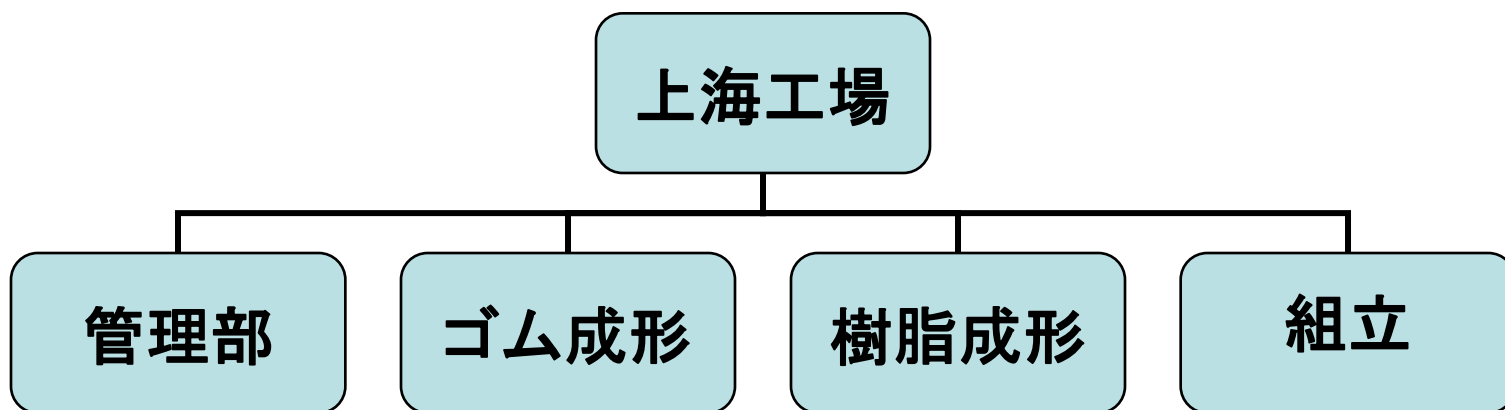 上海工場
管理部
ゴム成形
樹脂成形
組立